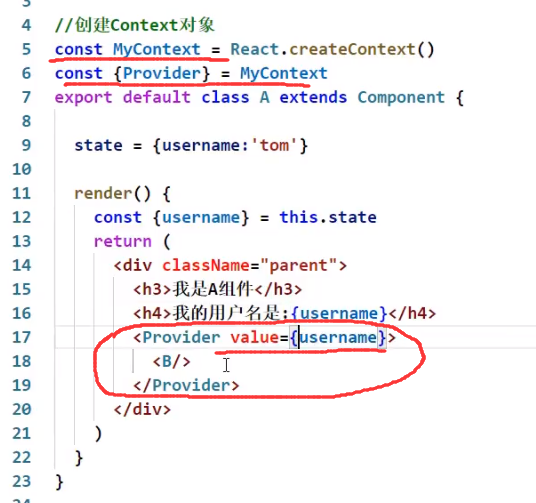 3
4 //创建Context对象
5 const MyContext = React.createContext()
6 const {Provider} = MyContext
7 export default class A extends Component {
8
9 state = {username:'tom'}
10
11 render() {
12 const {username} = this.state
13 return (
14 <div className="parent">
15 <h3>我是A组件</h3>
16 <h4>我的用户名是:{username}</h4>
17 <Provider value={username}>
18 <B/>
19 </Provider>
20 </div>
21 )
22 }
23 }
24